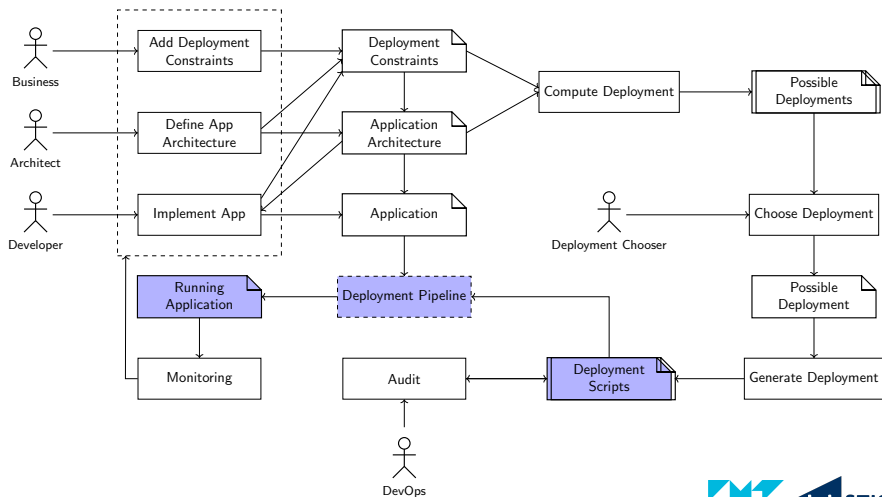 Business
Add Deployment
Constraints
Deployment
Constraints
Compute Deployment
Possible
Deployments
Architect
Define App
Architecture
Application
Architecture
Developer
Implement App
Application
Deployment Chooser
Choose Deployment
Running
Application
Deployment Pipeline
Possible
Deployment
Monitoring
Audit
Deployment
Scripts
Generate Deployment
DevOps